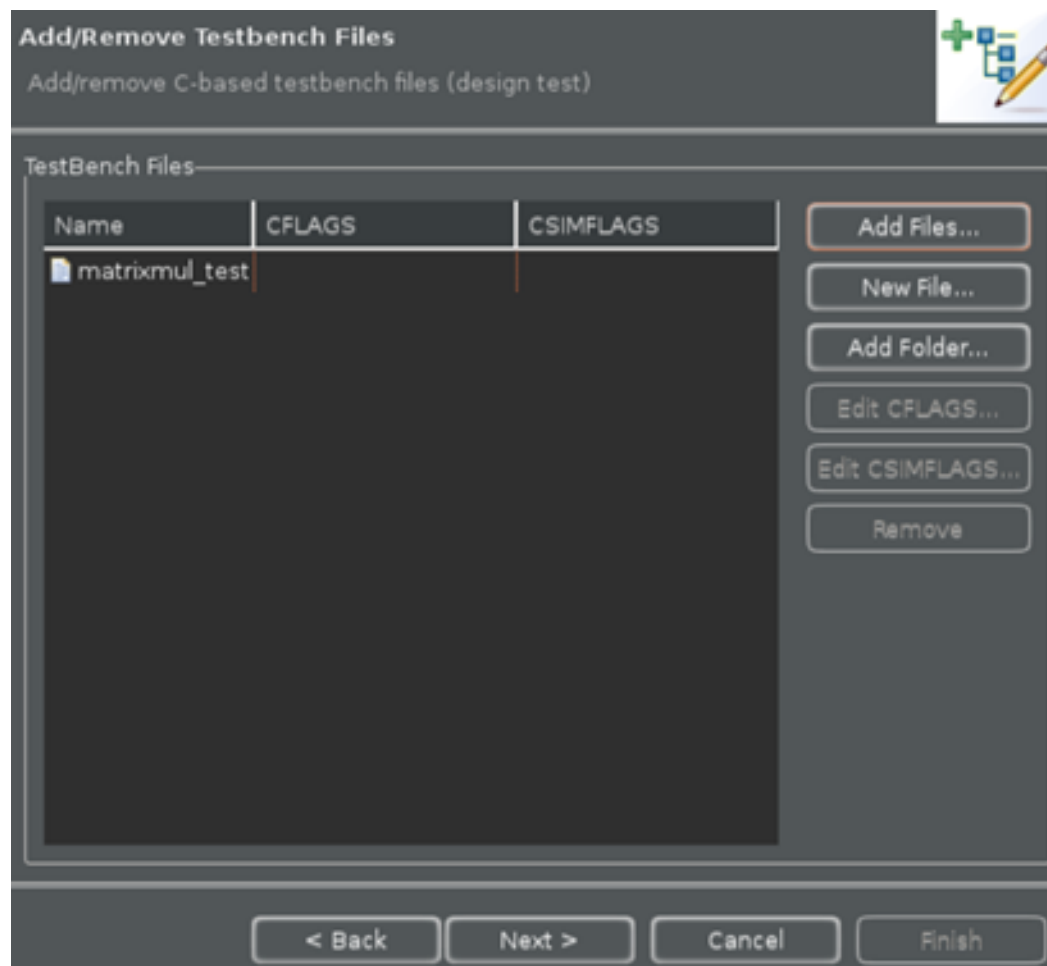 Add/Remove Testbench Files
Add/remove C-based testbench files (design test)
TestBench Files
Name CFLAGS CSIMFLAGS
matrixmul_test
Add Files...
New File...
Add Folder...
Edit CFLAGS...
Edit CSIMFLAGS...
Remove
< Back Next > Cancel Finish